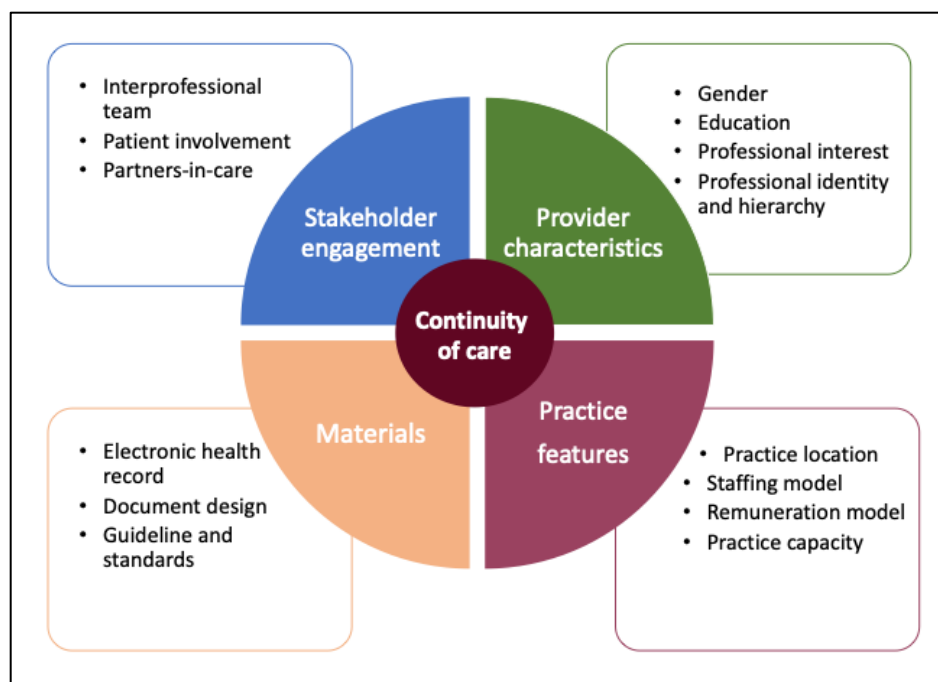 • Interprofessional
team
• Patient involvement
• Partners-in-care
• Gender
• Education
• Professional interest
• Professional identity
and hierarchy
Stakeholder
engagement
Provider
characteristics
Continuity
of care
Materials
Practice
features
• Electronic health
record
• Document design
• Guideline and
standards
• Practice location
• Staffing model
• Remuneration model
• Practice capacity